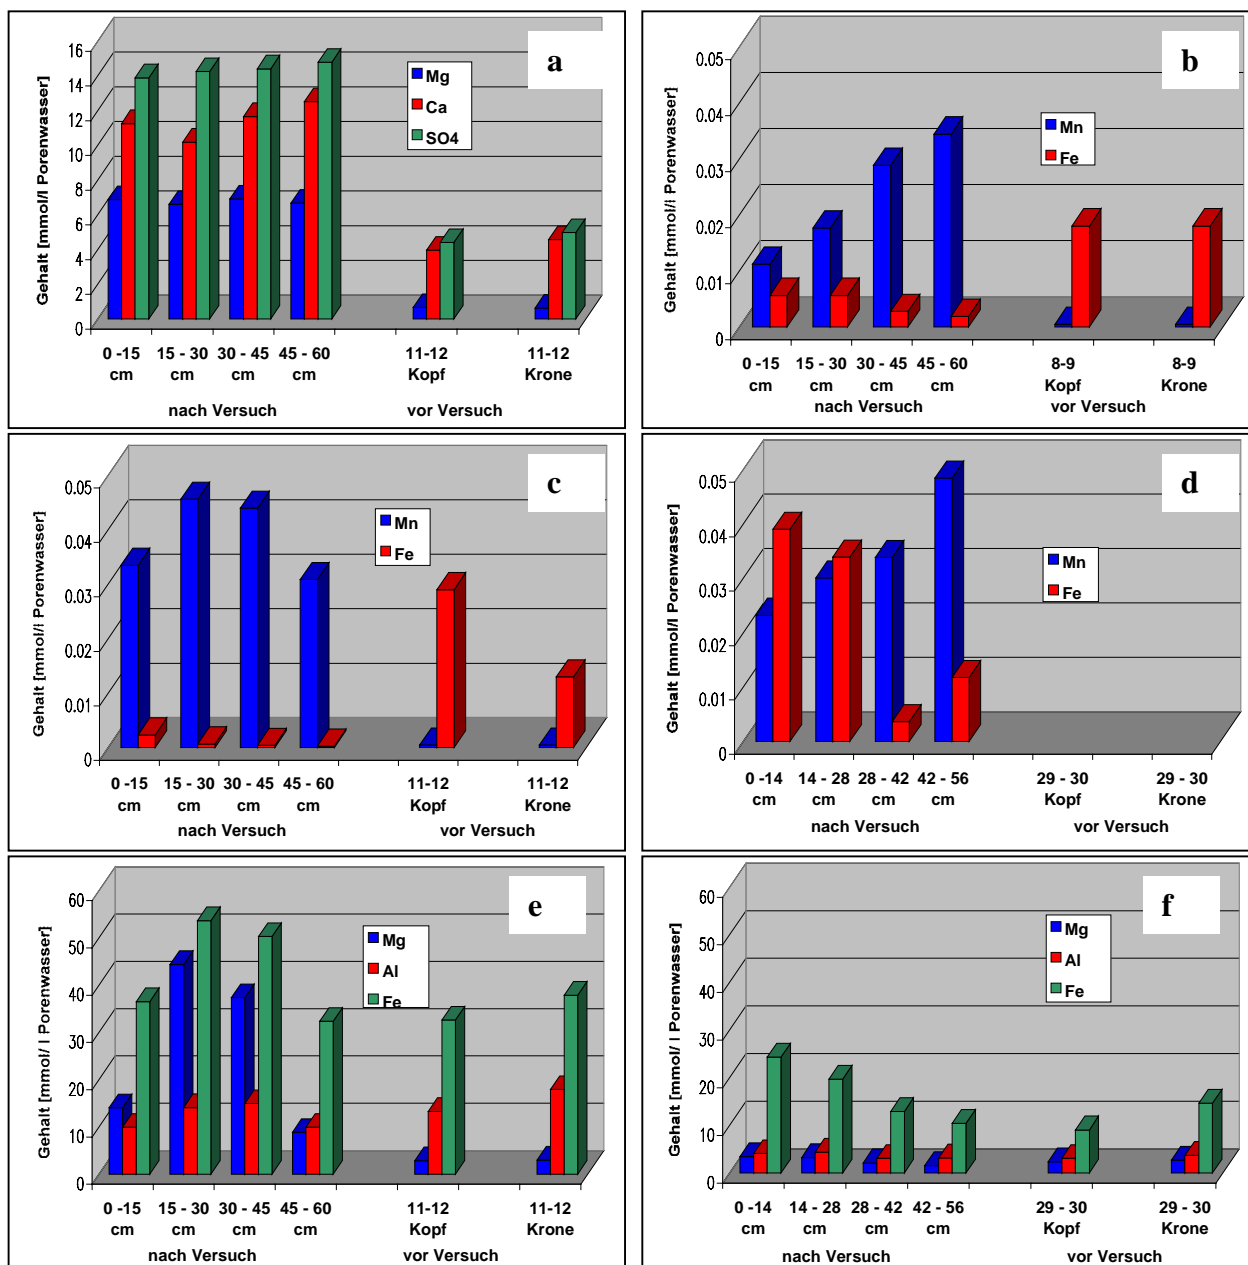 a
Gehalt [mmol/l Porenwasser]
16
14
12
10
8
6
4
2
0
Mg
Ca
SO4
0 -15 15 - 30 30 - 45 45 - 60 11-12 11-12
cm cm cm cm Kopf Krone
nach Versuch vor Versuch
b
Gehalt [mmol/l Porenwasser]
0.05
0.04
0.03
0.02
0.01
0
Mn
Fe
0 -15 15 - 30 30 - 45 45 - 60 8-9 8-9
cm cm cm cm Kopf Krone
nach Versuch vor Versuch
c
Gehalt [mmol/l Porenwasser]
0.05
0.04
0.03
0.02
0.01
0
Mn
Fe
0 -15 15 - 30 30 - 45 45 - 60 11-12 11-12
cm cm cm cm Kopf Krone
nach Versuch vor Versuch
d
Gehalt [mmol/l Porenwasser]
0.05
0.04
0.03
0.02
0.01
0
Mn
Fe
0 -14 14 - 28 28 - 42 42 - 56 29 - 30 29 - 30
cm cm cm cm Kopf Krone
nach Versuch vor Versuch
e
Gehalt [mmol/ l Porenwasser]
60
50
40
30
20
10
0
Mg
Al
Fe
0 -15 15 - 30 30 - 45 45 - 60 11-12 11-12
cm cm cm cm Kopf Krone
nach Versuch vor Versuch
f
Gehalt [mmol/l Porenwasser]
60
50
40
30
20
10
0
Mg
Al
Fe
0 -14 14 - 28 28 - 42 42 - 56 29 - 30 29 - 30
cm cm cm cm Kopf Krone
nach Versuch vor Versuch